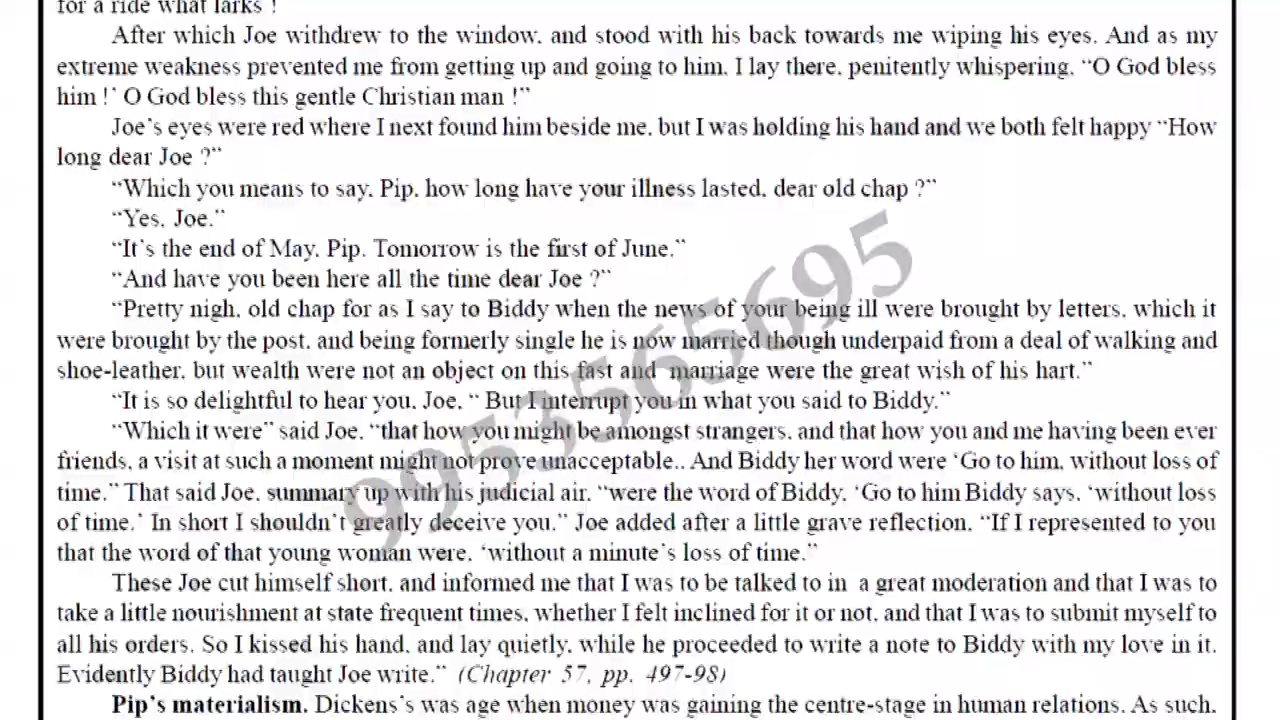 for a ride what larks !
After which Joe withdrew to the window, and stood with his back towards me wiping his eyes. And as my
extreme weakness prevented me from getting up and going to him, I lay there, penitently whispering, “O God bless
him !’ O God bless this gentle Christian man !”
Joe’s eyes were red where I next found him beside me, but I was holding his hand and we both felt happy “How
long dear Joe ?”
“Which you means to say, Pip, how long have your illness lasted, dear old chap ?”
“Yes, Joe.”
“It’s the end of May, Pip. Tomorrow is the first of June.”
“And have you been here all the time dear Joe ?”
“Pretty nigh, old chap for as I say to Biddy when the news of your being ill were brought by letters, which it
were brought by the post, and being formerly single he is now married though underpaid from a deal of walking and
shoe-leather, but wealth were not an object on this fast and marriage were the great wish of his hart.”
“It is so delightful to hear you, Joe, “ But I interrupt you in what you said to Biddy.”
“Which it were” said Joe, “that how you might be amongst strangers, and that how you and me having been ever
friends, a visit at such a moment might not prove unacceptable.. And Biddy her word were ‘Go to him, without loss of
time.” That said Joe, summary up with his judicial air, “were the word of Biddy, ‘Go to him Biddy says, ‘without loss
of time.’ In short I shouldn’t greatly deceive you.” Joe added after a little grave reflection, “If I represented to you
that the word of that young woman were, ‘without a minute’s loss of time.”
These Joe cut himself short, and informed me that I was to be talked to in a great moderation and that I was to
take a little nourishment at state frequent times, whether I felt inclined for it or not, and that I was to submit myself to
all his orders. So I kissed his hand, and lay quietly, while he proceeded to write a note to Biddy with my love in it.
Evidently Biddy had taught Joe write.” (Chapter 57, pp. 497-98)
Pip’s materialism. Dickens’s was age when money was gaining the centre-stage in human relations. As such,
9953565695